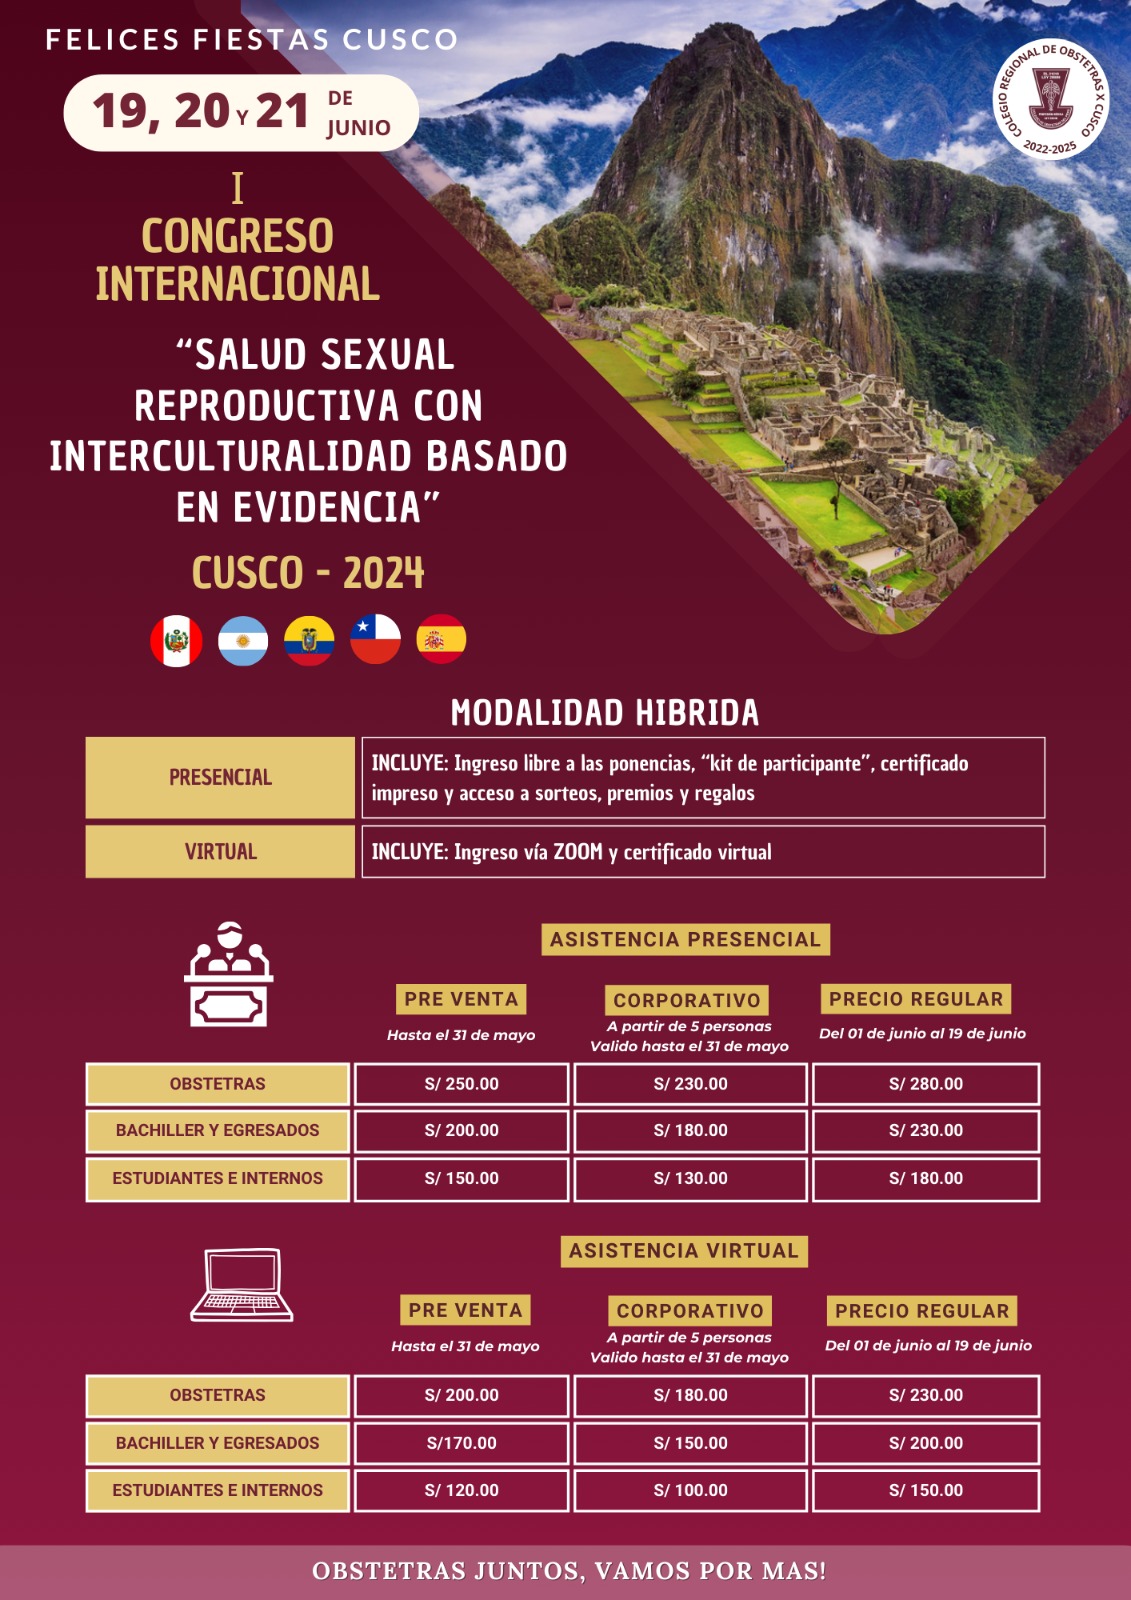 FELICES FIESTAS CUSCO
19, 20 Y 21 DE JUNIO
COLEGIO REGIONAL DE OBSTETRAS X CUSCO
2022-2025
I
CONGRESO
INTERNACIONAL
“SALUD SEXUAL
REPRODUCTIVA CON
INTERCULTURALIDAD BASADO
EN EVIDENCIA”
CUSCO - 2024
MODALIDAD HIBRIDA
PRESENCIAL
INCLUYE: Ingreso libre a las ponencias, “kit de participante”, certificado
impreso y acceso a sorteos, premios y regalos
VIRTUAL
INCLUYE: Ingreso vía ZOOM y certificado virtual
ASISTENCIA PRESENCIAL
PRE VENTA
Hasta el 31 de mayo
CORPORATIVO
A partir de 5 personas
Valido hasta el 31 de mayo
PRECIO REGULAR
Del 01 de junio al 19 de junio
OBSTETRAS S/ 250.00 S/ 230.00 S/ 280.00
BACHILLER Y EGRESADOS S/ 200.00 S/ 180.00 S/ 230.00
ESTUDIANTES E INTERNOS S/ 150.00 S/ 130.00 S/ 180.00
ASISTENCIA VIRTUAL
PRE VENTA
Hasta el 31 de mayo
CORPORATIVO
A partir de 5 personas
Valido hasta el 31 de mayo
PRECIO REGULAR
Del 01 de junio al 19 de junio
OBSTETRAS S/ 200.00 S/ 180.00 S/ 230.00
BACHILLER Y EGRESADOS S/170.00 S/ 150.00 S/ 200.00
ESTUDIANTES E INTERNOS S/ 120.00 S/ 100.00 S/ 150.00
OBSTETRAS JUNTOS, VAMOS POR MAS!